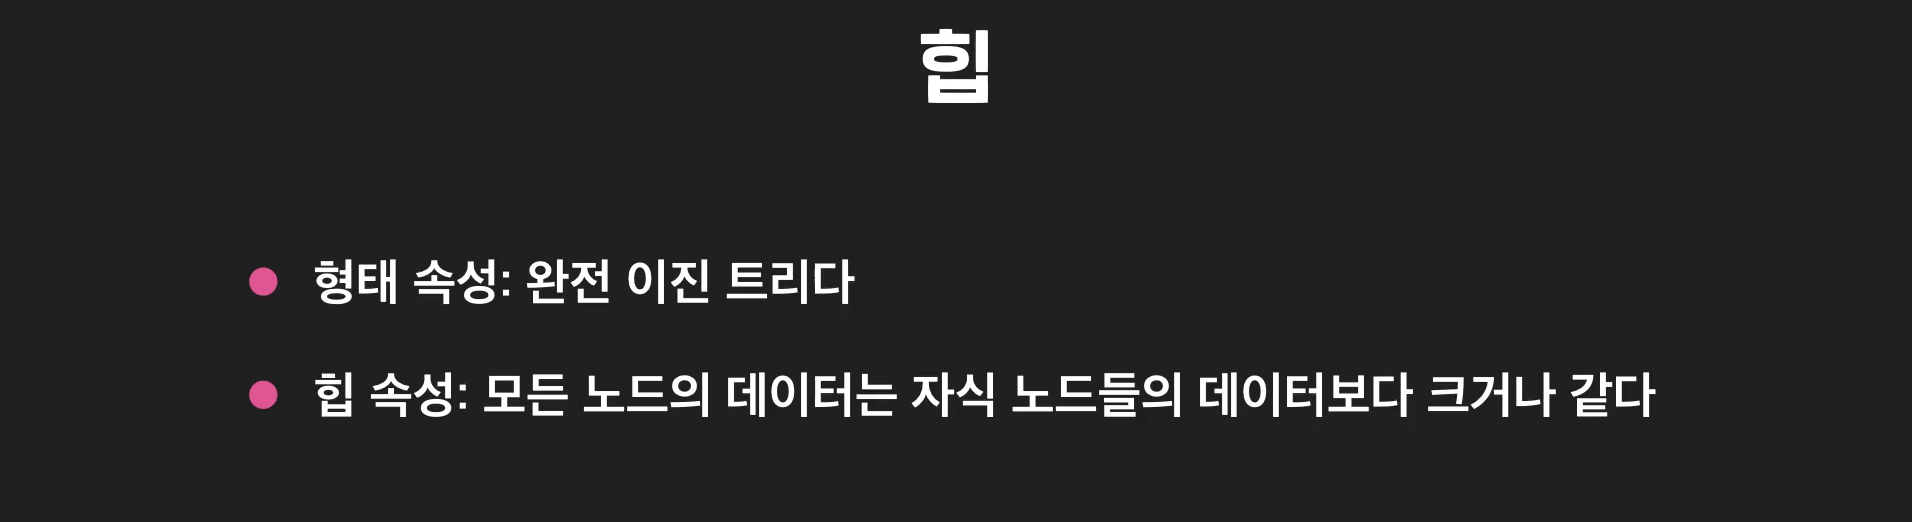 힙
형태 속성: 완전 이진 트리다
힙 속성: 모든 노드의 데이터는 자식 노드들의 데이터보다 크거나 같다